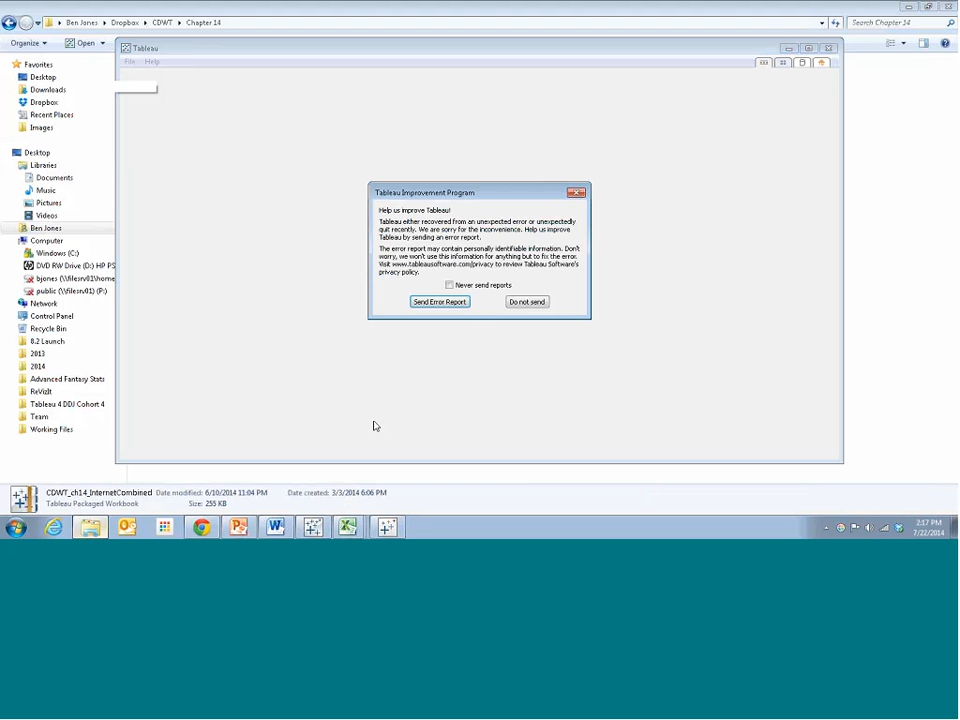 Ben Jones Dropbox CDWT Chapter 14
Search Chapter 14
Organize
Open
Tableau
File Help
Favorites
Desktop
Downloads
Dropbox
Recent Places
Images
Desktop
Libraries
Documents
Music
Pictures
Videos
Ben Jones
Computer
Windows (C:)
DVD RW Drive (D:) HP PS
bjones (\\filesrv01\home
public (\\filesrv01) (P:)
Network
Control Panel
Recycle Bin
8.2 Launch
2013
2014
Advanced Fantasy Stats
ReVizIt
Tableau 4 DDJ Cohort 4
Team
Working Files
Tableau Improvement Program
Help us improve Tableau!
Tableau either recovered from an unexpected error or unexpectedly
quit recently. We are sorry for the inconvenience. Help us improve
Tableau by sending an error report.
The error report may contain personally identifiable information. Don't
worry, we won't use this information for anything but to fix the error.
Visit www.tableausoftware.com/privacy to review Tableau Software's
privacy policy.
Never send reports
Send Error Report
Do not send
CDWT_ch14_InternetCombined Date modified: 6/10/2014 11:04 PM Date created: 3/3/2014 6:06 PM
Tableau Packaged Workbook Size: 255 KB
2:17 PM
7/22/2014